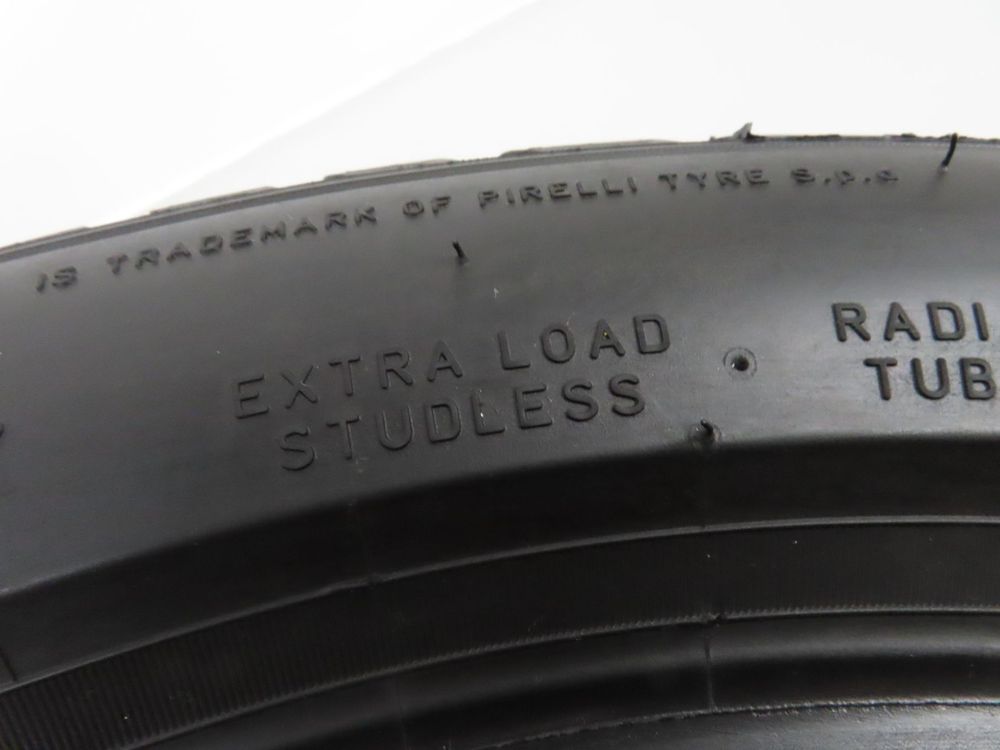 IS TRADEMARK OF PIRELLI TYRE S.p.a
EXTRA LOAD
STUDLESS
RADI
TUB